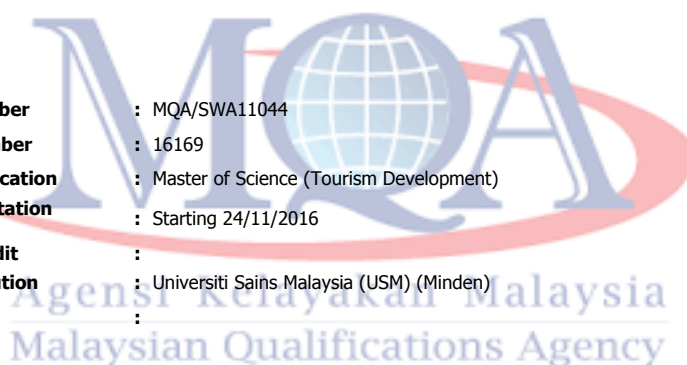 MQA
ber : MQA/SWA11044
ber : 16169
cation : Master of Science (Tourism Development)
tation : Starting 24/11/2016
dit :
ution : Universiti Sains Malaysia (USM) (Minden)
:
Agensi Kelayakan Malaysia
Malaysian Qualifications Agency